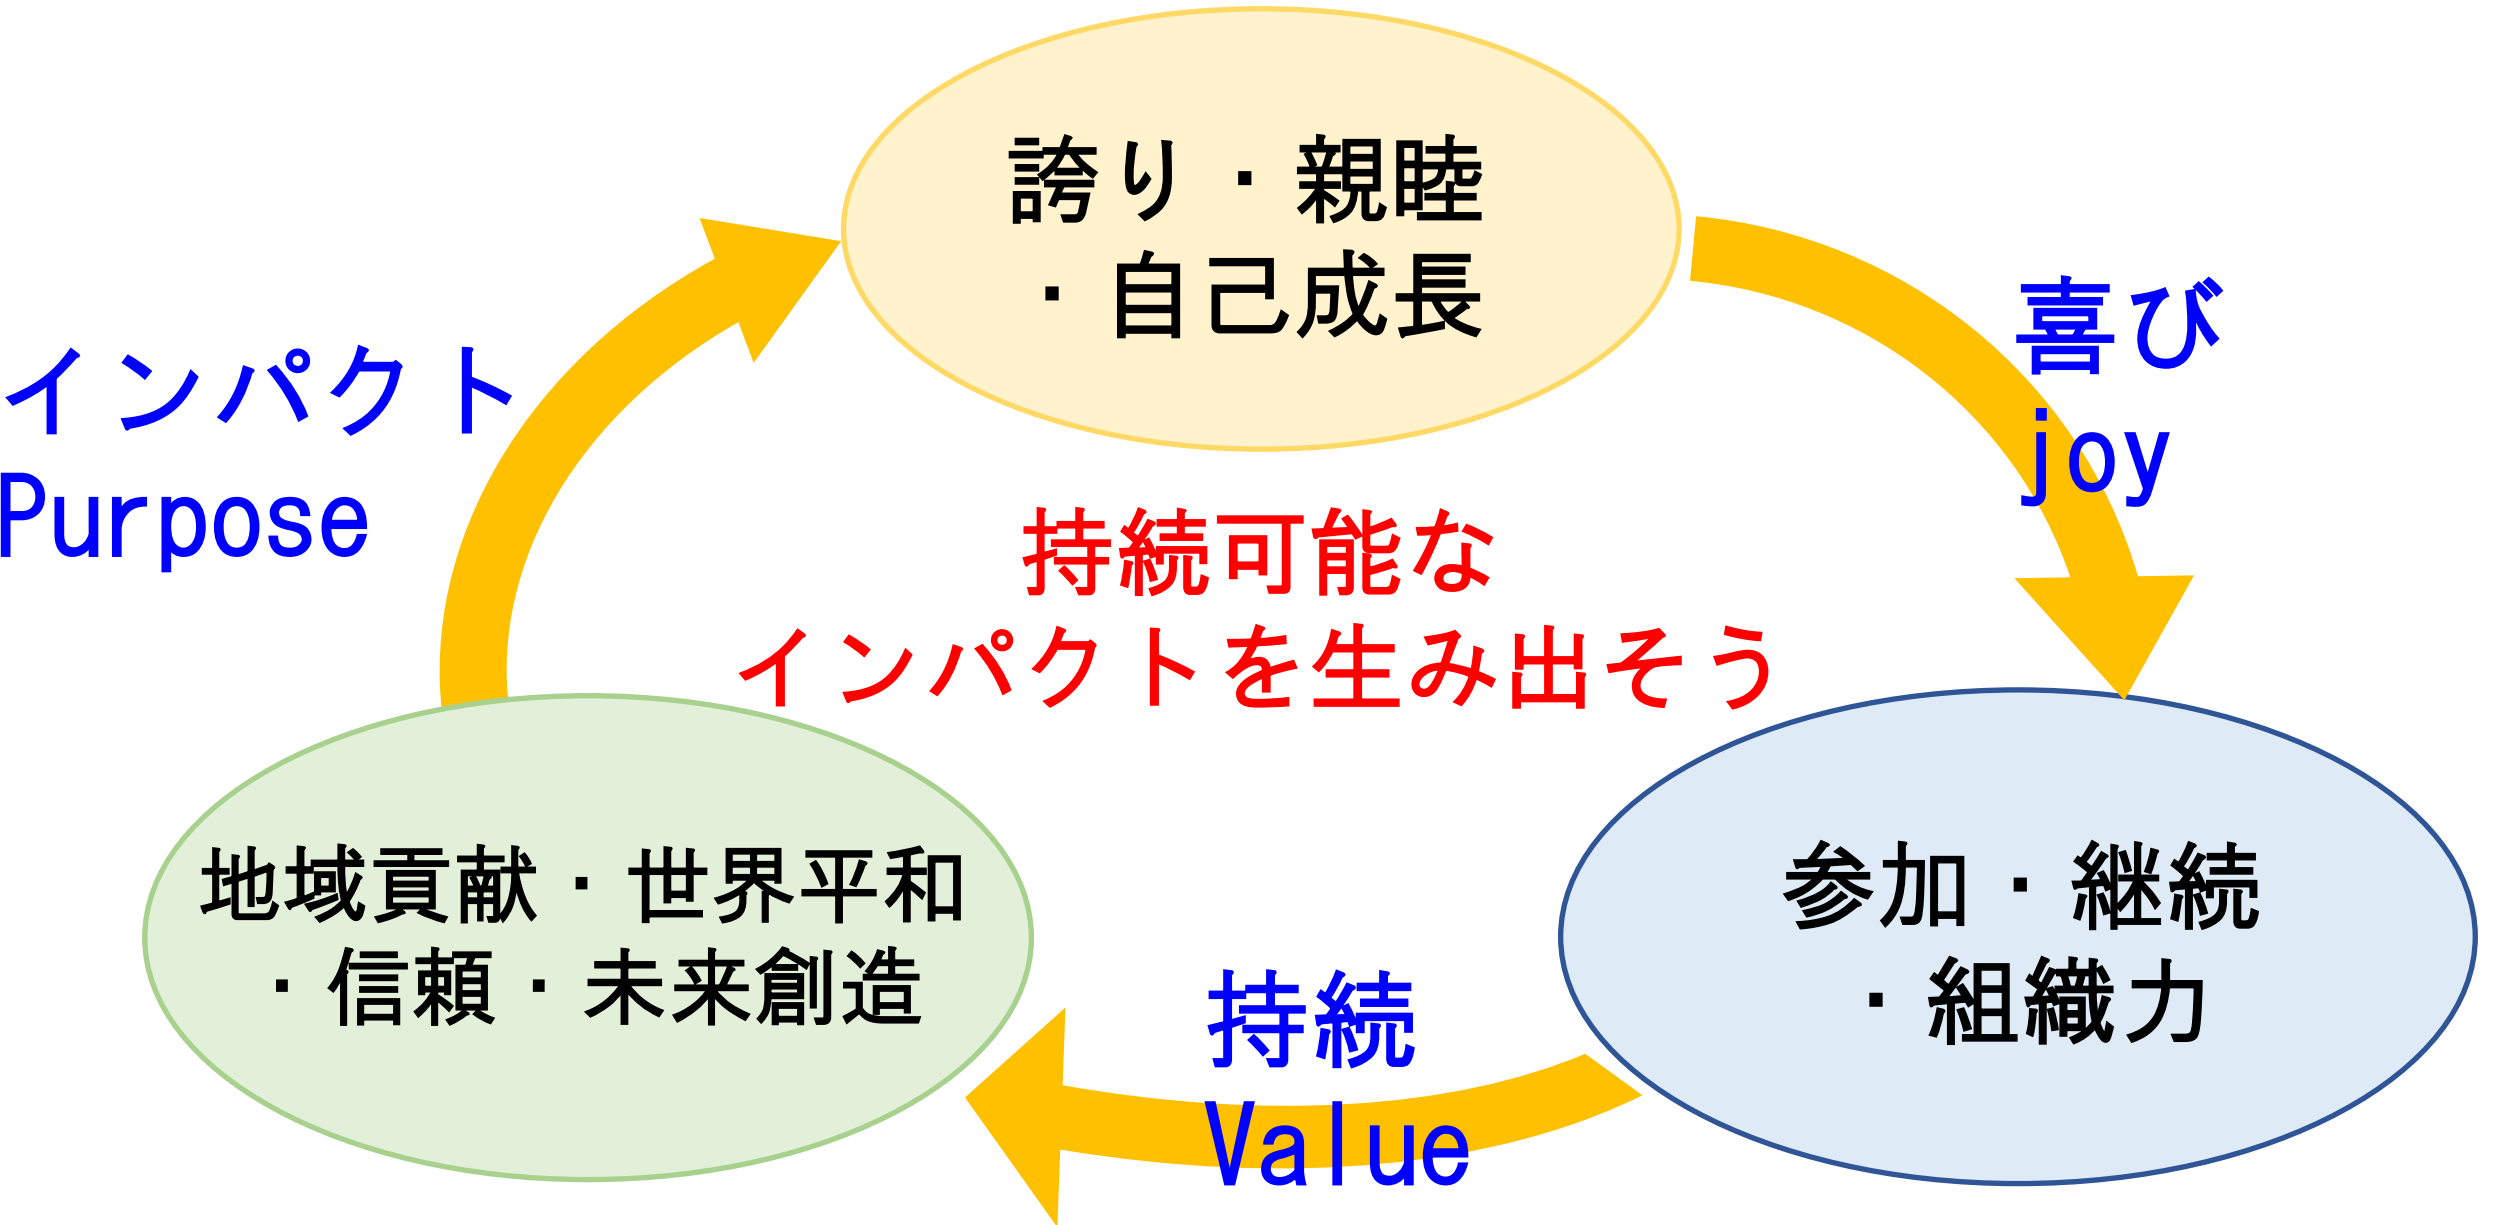 誇り・親睦
・自己成長
喜び
joy
インパクト
Purpose
持続可能な
インパクトを生み出そう
地域貢献・世界平和
・信頼・未来創造
参加・継続
・組織力
持続
Value